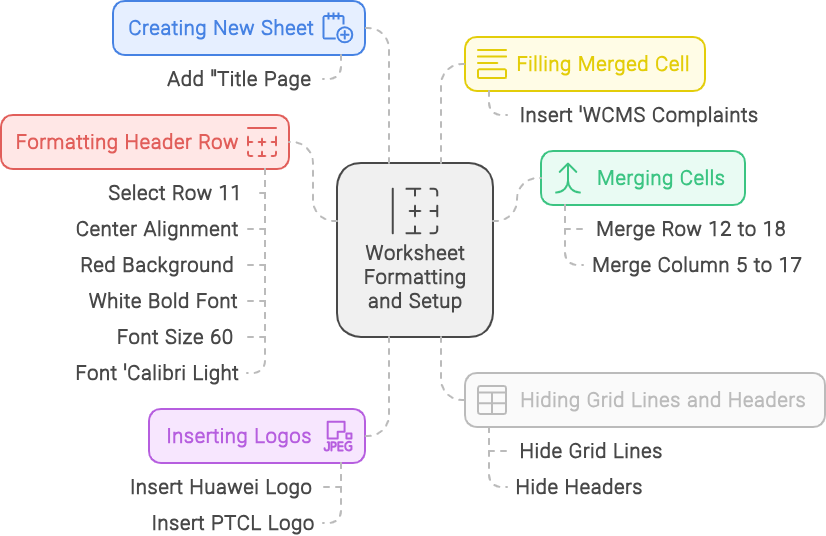 Creating New Sheet
Add "Title Page
Formatting Header Row
Select Row 11
Center Alignment
Red Background
White Bold Font
Font Size 60
Font 'Calibri Light
Inserting Logos
JPEG
Insert Huawei Logo
Insert PTCL Logo
Worksheet
Formatting
and Setup
Filling Merged Cell
Insert 'WCMS Complaints
Merging Cells
Merge Row 12 to 18
Merge Column 5 to 17
Hiding Grid Lines and Headers
Hide Grid Lines
Hide Headers